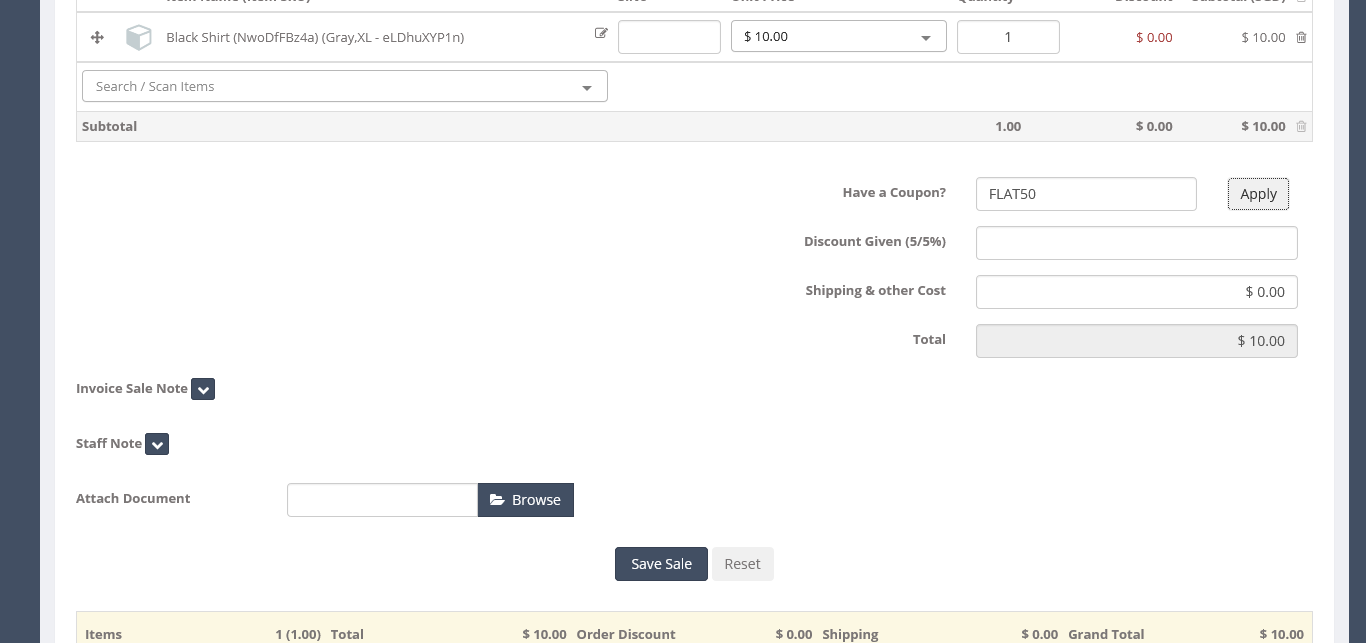 Black Shirt (NwoDfFBz4a) (Gray,XL - eLDhuXYP1n) $ 10.00 1 $ 0.00 $ 10.00
Search / Scan Items
Subtotal 1.00 $ 0.00 $ 10.00
Have a Coupon? FLAT50 Apply
Discount Given (5/5%)
Shipping & other Cost $ 0.00
Total $ 10.00
Invoice Sale Note
Staff Note
Attach Document Browse
Save Sale Reset
Items 1 (1.00) Total $ 10.00 Order Discount $ 0.00 Shipping $ 0.00 Grand Total $ 10.00